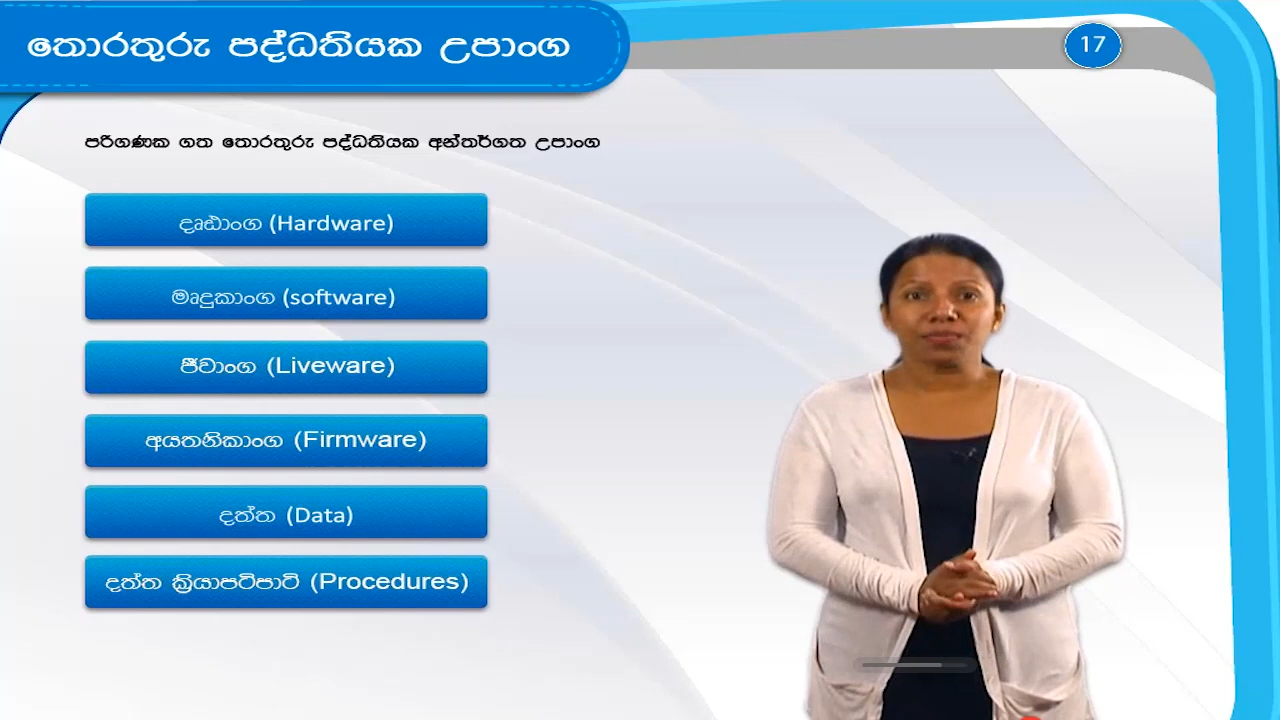 තොරතුරු පද්ධතියක උපාංග
17
පරිගණක ගත තොරතුරු පද්ධතියක අන්තර්ගත උපාංග
දෘඪාංග (Hardware)
මෘදුකාංග (software)
ජීවාංග (Liveware)
අයතනිකාංග (Firmware)
දත්ත (Data)
දත්ත ක්‍රියාපටිපාටි (Procedures)